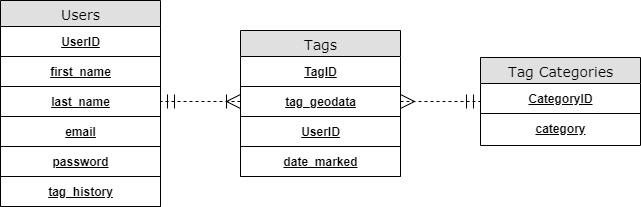 Users
UserID
first_name
last_name
email
password
tag_history
Tags
TagID
tag_geodata
UserID
date_marked
Tag Categories
CategoryID
category